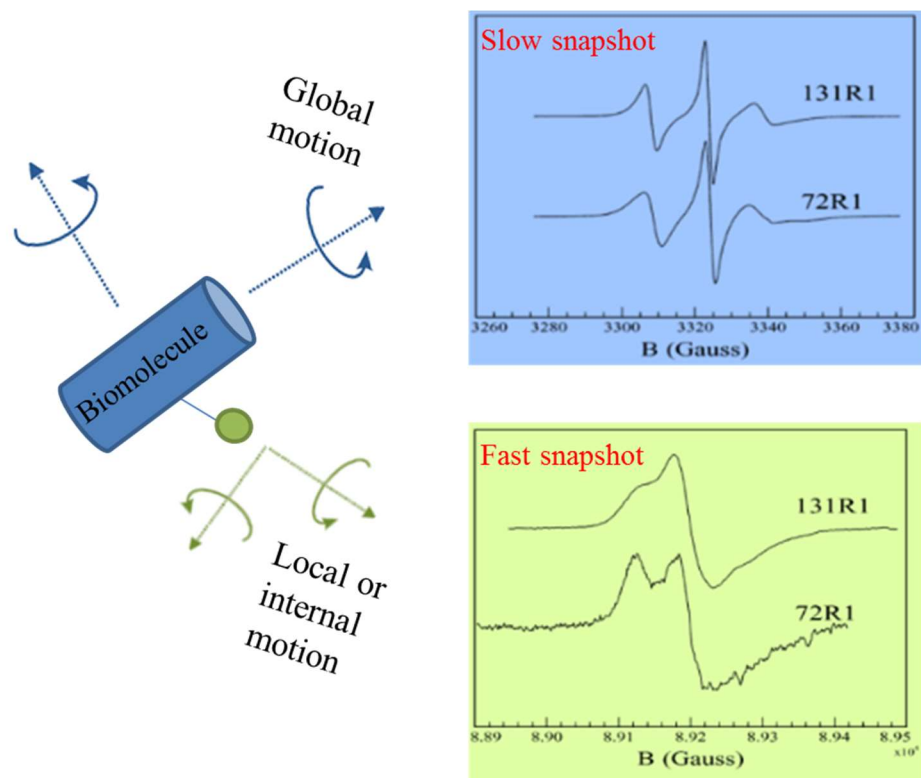 Global
motion
Biomolecule
Local or
internal
motion
Slow snapshot
131R1
72R1
3260 3280 3300 3320 3340 3360 3380
B (Gauss)
Fast snapshot
131R1
72R1
8.89 8.90 8.91 8.92 8.93 8.94 8.95
x10⁴
B (Gauss)